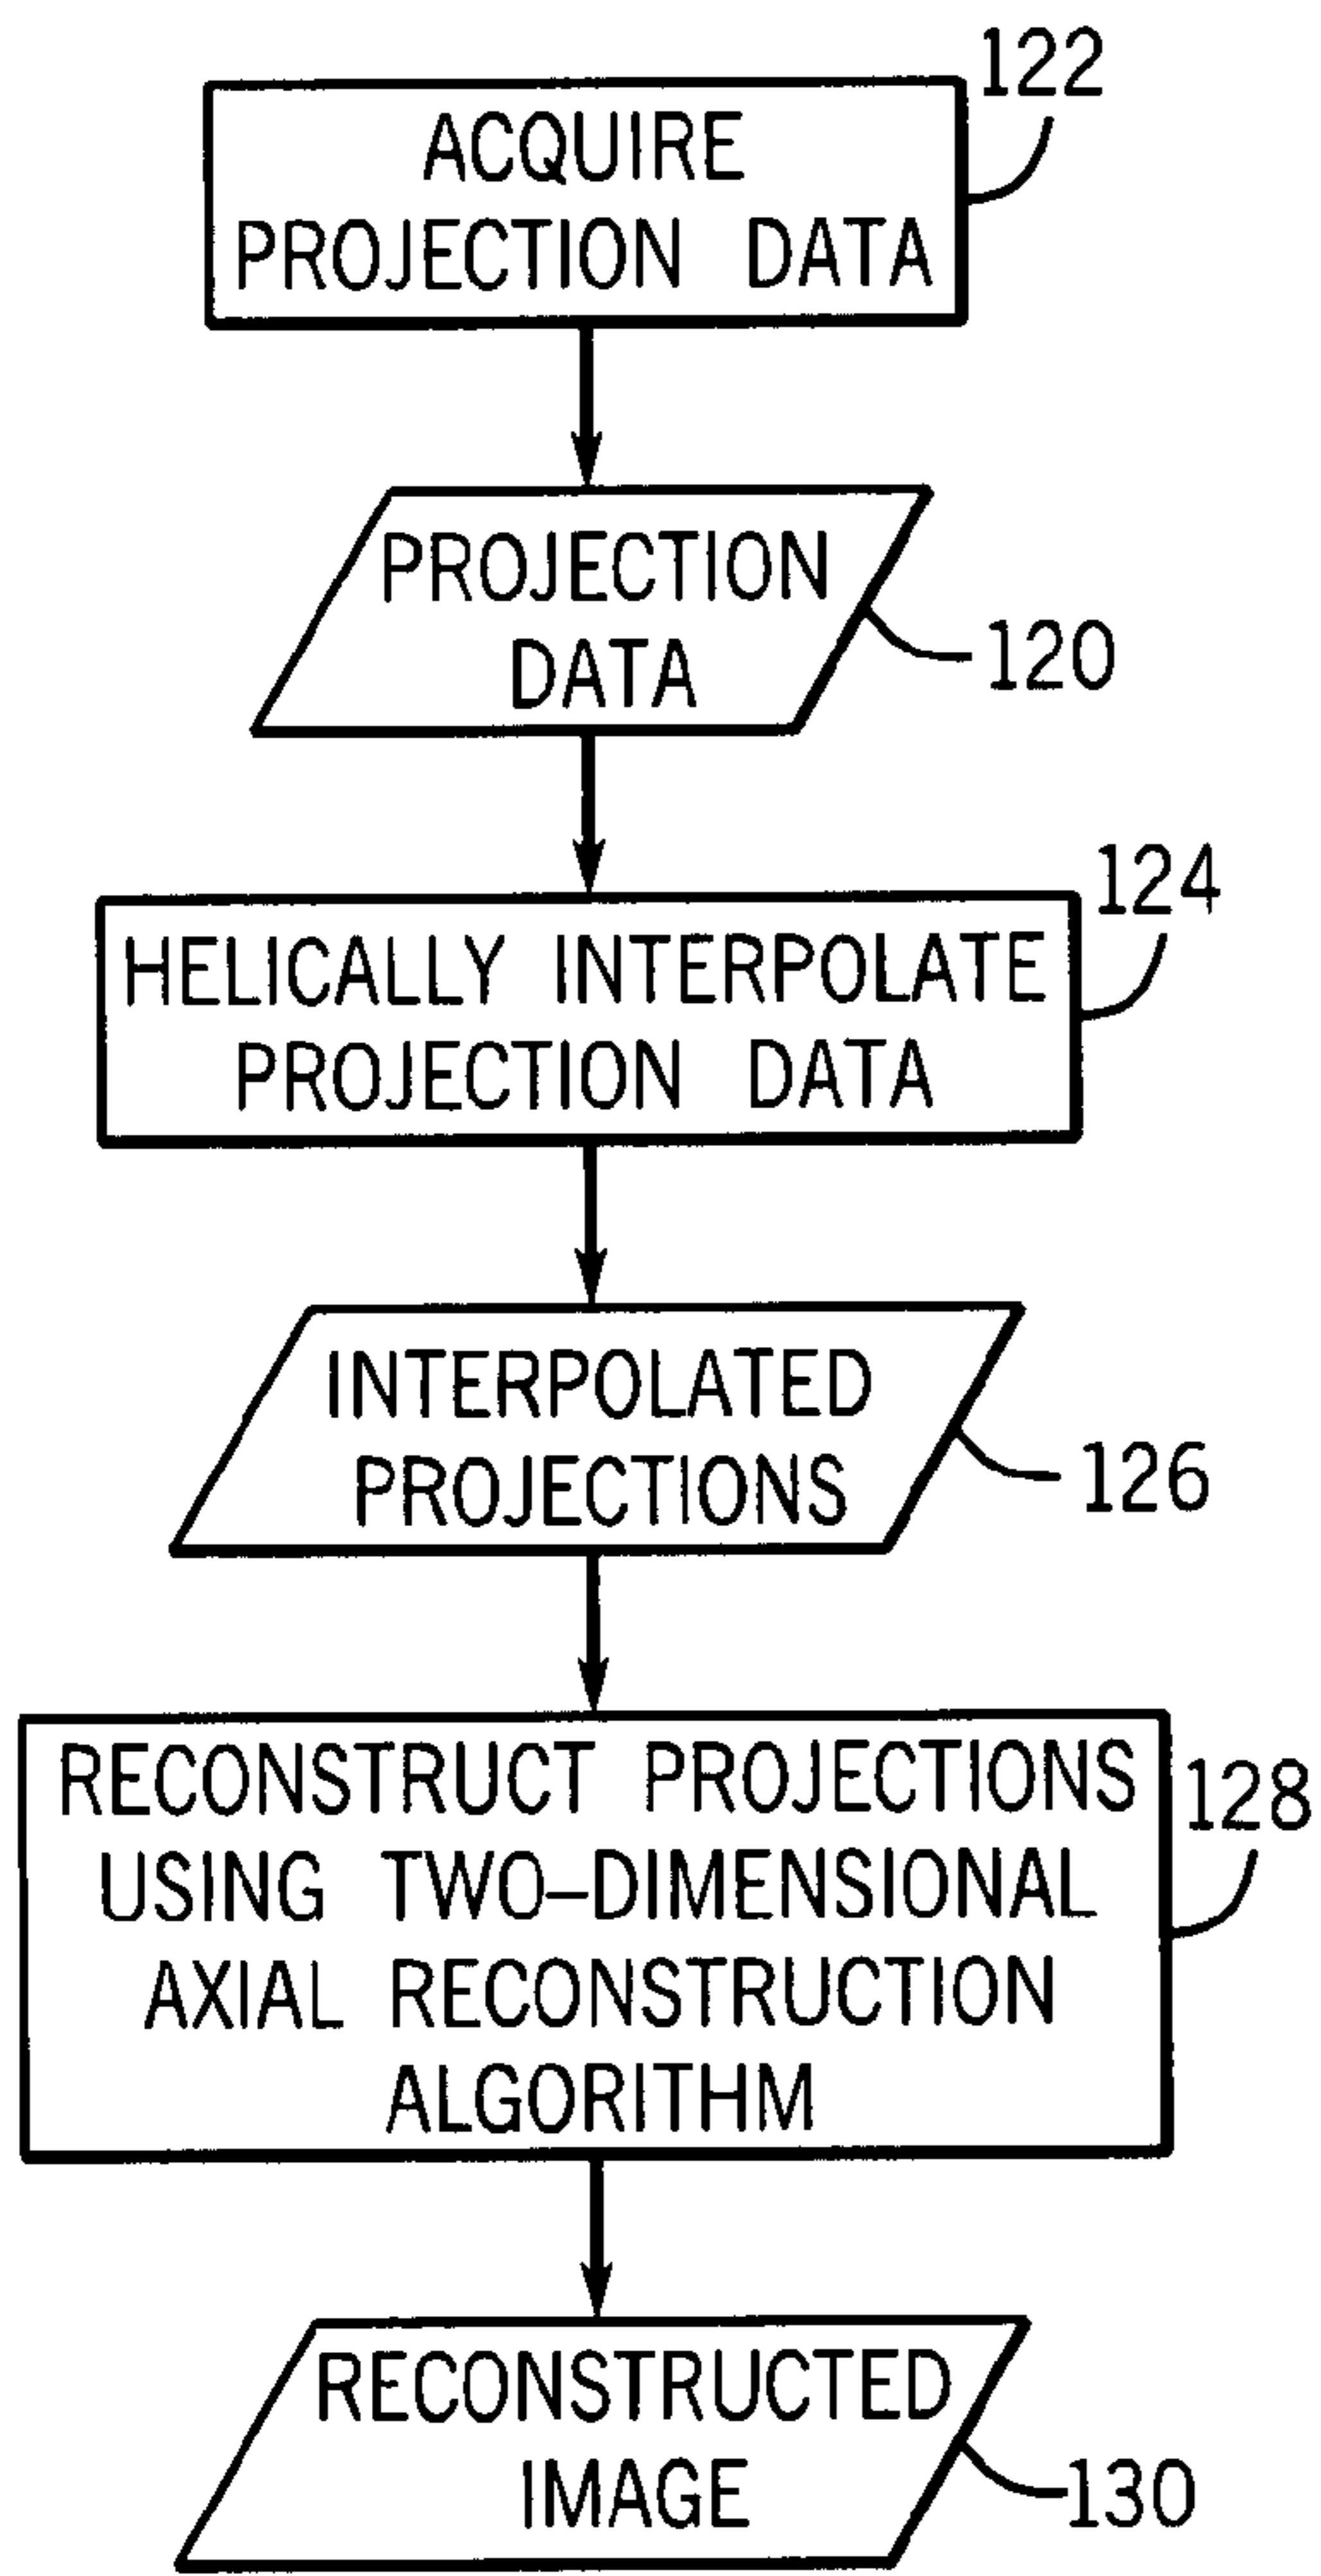 122
ACQUIRE
PROJECTION DATA
PROJECTION
DATA
120
124
HELICALLY INTERPOLATE
PROJECTION DATA
INTERPOLATED
PROJECTIONS
126
RECONSTRUCT PROJECTIONS
USING TWO-DIMENSIONAL
AXIAL RECONSTRUCTION
ALGORITHM
128
RECONSTRUCTED
IMAGE
130